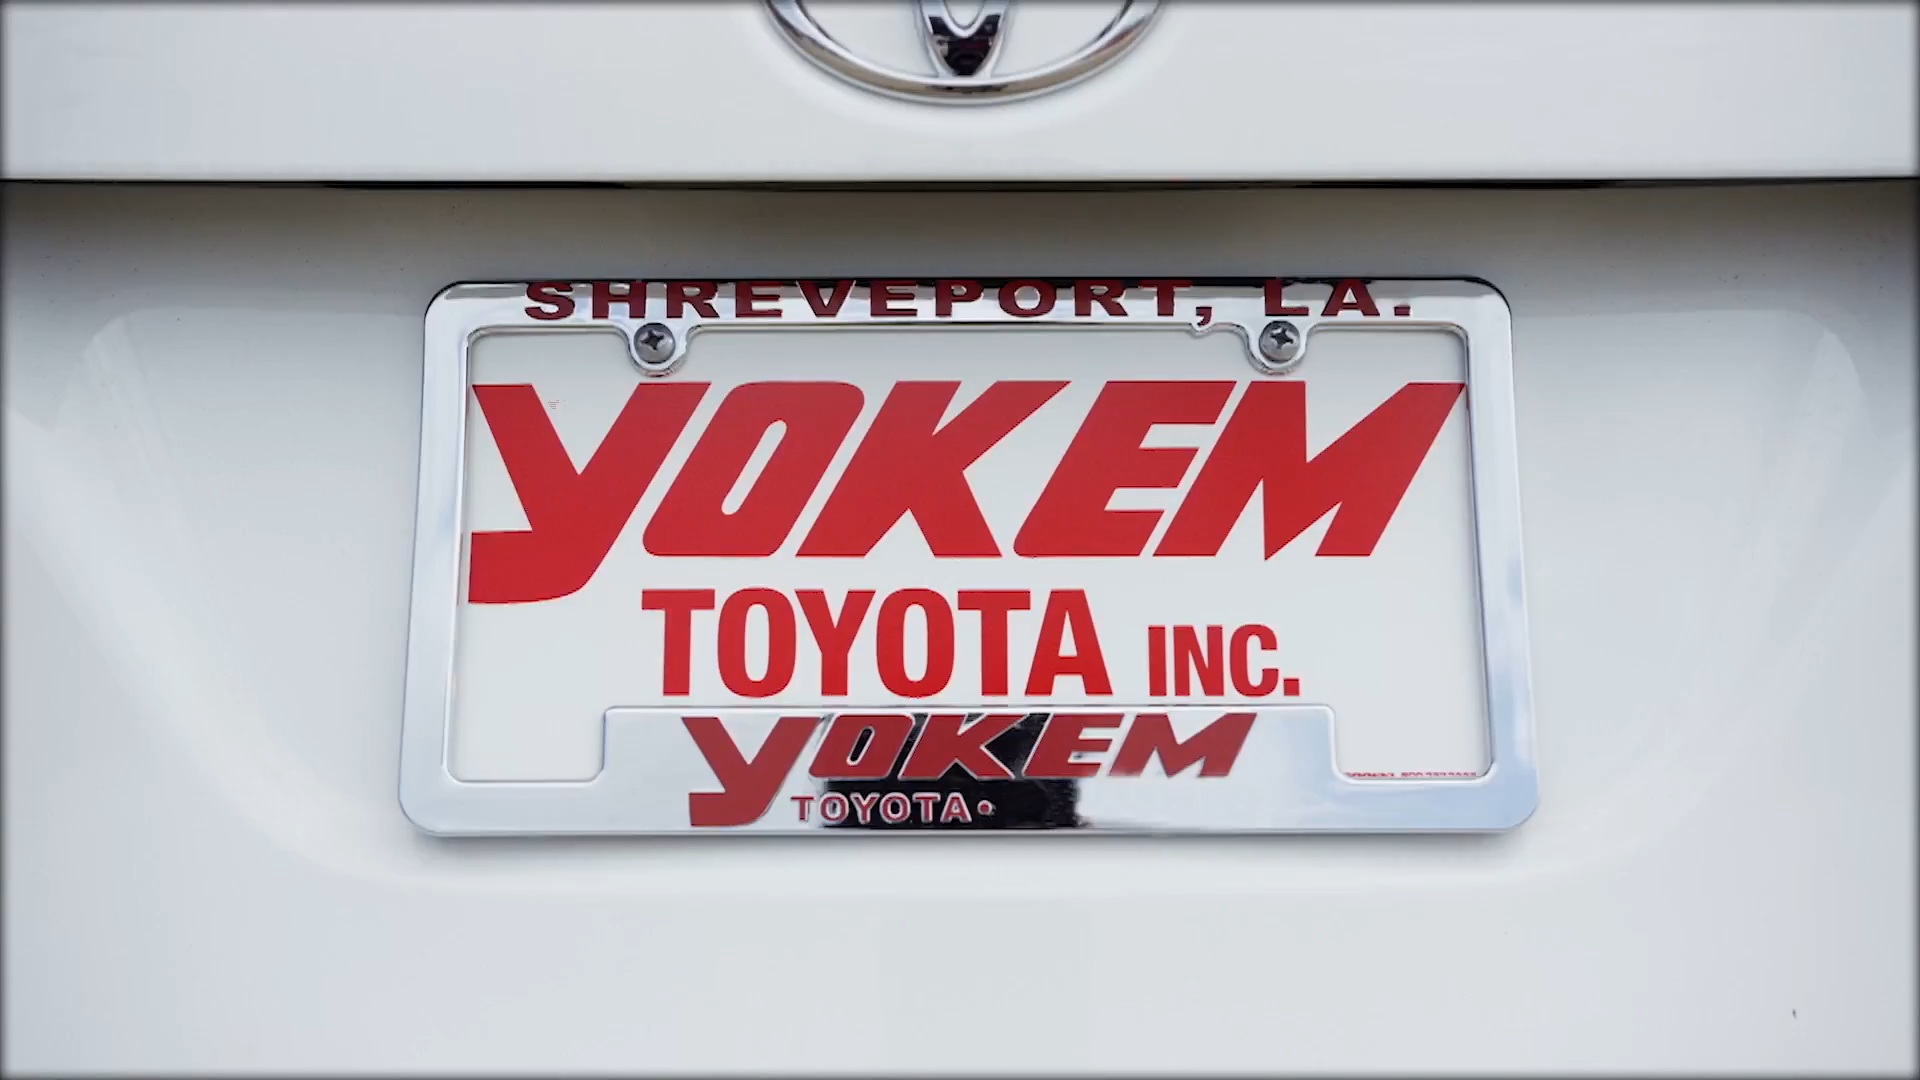 SHREVEPORT, LA.
YOKEM
TOYOTA INC.
YOKEM
TOYOTA•